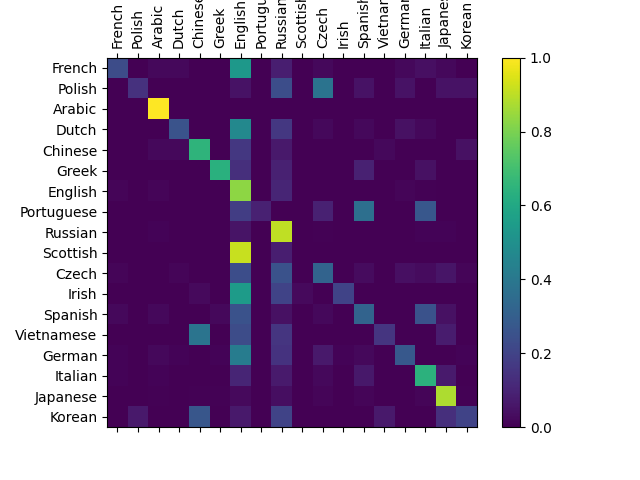 French
Polish
Arabic
Dutch
Chinese
Greek
English
Portugu
Russian
Scottish
Czech
Irish
Spanish
Vietnam
German
Italian
Japanes
Korean
French
Polish
Arabic
Dutch
Chinese
Greek
English
Portuguese
Russian
Scottish
Czech
Irish
Spanish
Vietnamese
German
Italian
Japanese
Korean
1.0
0.8
0.6
0.4
0.2
0.0